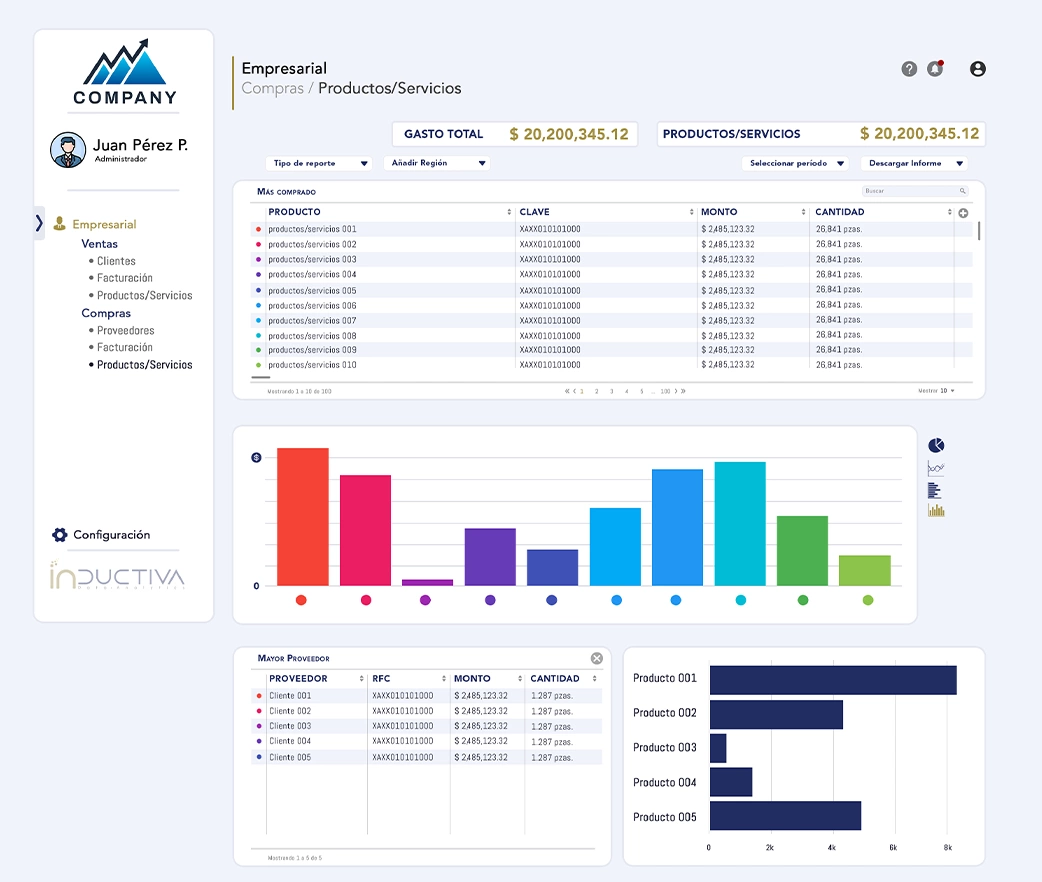 COMPANY
Juan Pérez P.
Administrador
Empresarial
Ventas
Clientes
Facturación
Productos/Servicios
Compras
Proveedores
Facturación
Productos/Servicios
Configuración
INDUCTIVA
Empresarial
Compras / Productos/Servicios
GASTO TOTAL $ 20,200,345.12
PRODUCTOS/SERVICIOS $ 20,200,345.12
Tipo de reporte Añadir Región Seleccionar período Descargar Informe
Más comprado Buscar
PRODUCTO CLAVE MONTO CANTIDAD
productos/servicios 001 XAXX010101000 $ 2,485,123.32 26,841 pzas.
productos/servicios 002 XAXX010101000 $ 2,485,123.32 26,841 pzas.
productos/servicios 003 XAXX010101000 $ 2,485,123.32 26,841 pzas.
productos/servicios 004 XAXX010101000 $ 2,485,123.32 26,841 pzas.
productos/servicios 005 XAXX010101000 $ 2,485,123.32 26,841 pzas.
productos/servicios 006 XAXX010101000 $ 2,485,123.32 26,841 pzas.
productos/servicios 007 XAXX010101000 $ 2,485,123.32 26,841 pzas.
productos/servicios 008 XAXX010101000 $ 2,485,123.32 26,841 pzas.
productos/servicios 009 XAXX010101000 $ 2,485,123.32 26,841 pzas.
productos/servicios 010 XAXX010101000 $ 2,485,123.32 26,841 pzas.
Mostrando 1 a 10 de 100 « < 1 2 3 4 5 ... 100 > » Mostrar 10
$
0
Mayor Proveedor
PROVEEDOR RFC MONTO CANTIDAD
Cliente 001 XAXX010101000 $ 2,485,123.32 1.287 pzas.
Cliente 002 XAXX010101000 $ 2,485,123.32 1.287 pzas.
Cliente 003 XAXX010101000 $ 2,485,123.32 1.287 pzas.
Cliente 004 XAXX010101000 $ 2,485,123.32 1.287 pzas.
Cliente 005 XAXX010101000 $ 2,485,123.32 1.287 pzas.
Mostrando 1 a 5 de 5
Producto 001
Producto 002
Producto 003
Producto 004
Producto 005
0 2k 4k 6k 8k